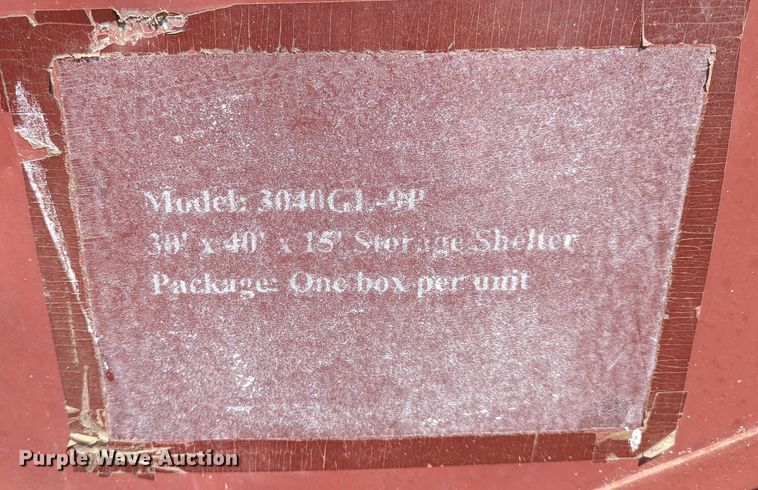 Model: 3040GL-9P
30' x 40' x 15' Storage Shelter
Package: One box per unit
Purple Wave Auction